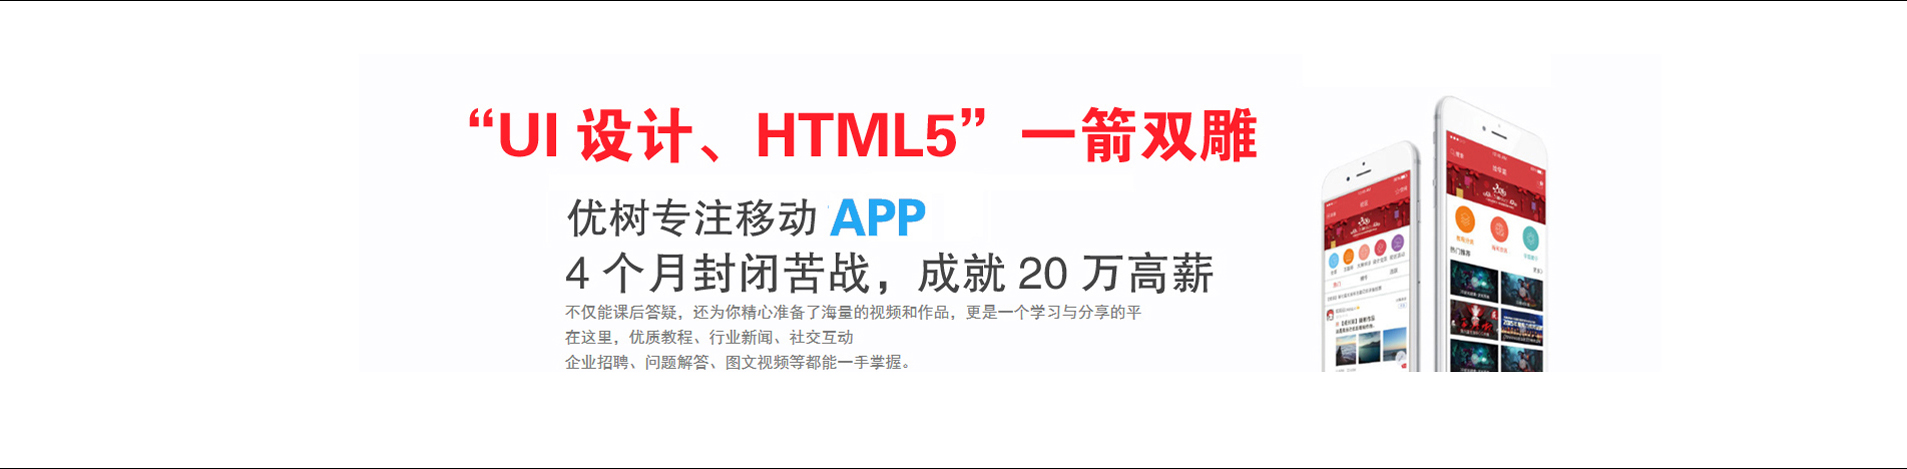 “UI 设计、HTML5”一箭双雕
优树专注移动 APP
4 个月封闭苦战，成就 20 万高薪
不仅能课后答疑，还为你精心准备了海量的视频和作品，更是一个学习与分享的平
在这里，优质教程、行业新闻、社交互动
企业招聘、问题解答、图文视频等都能一手掌握。
热门推荐